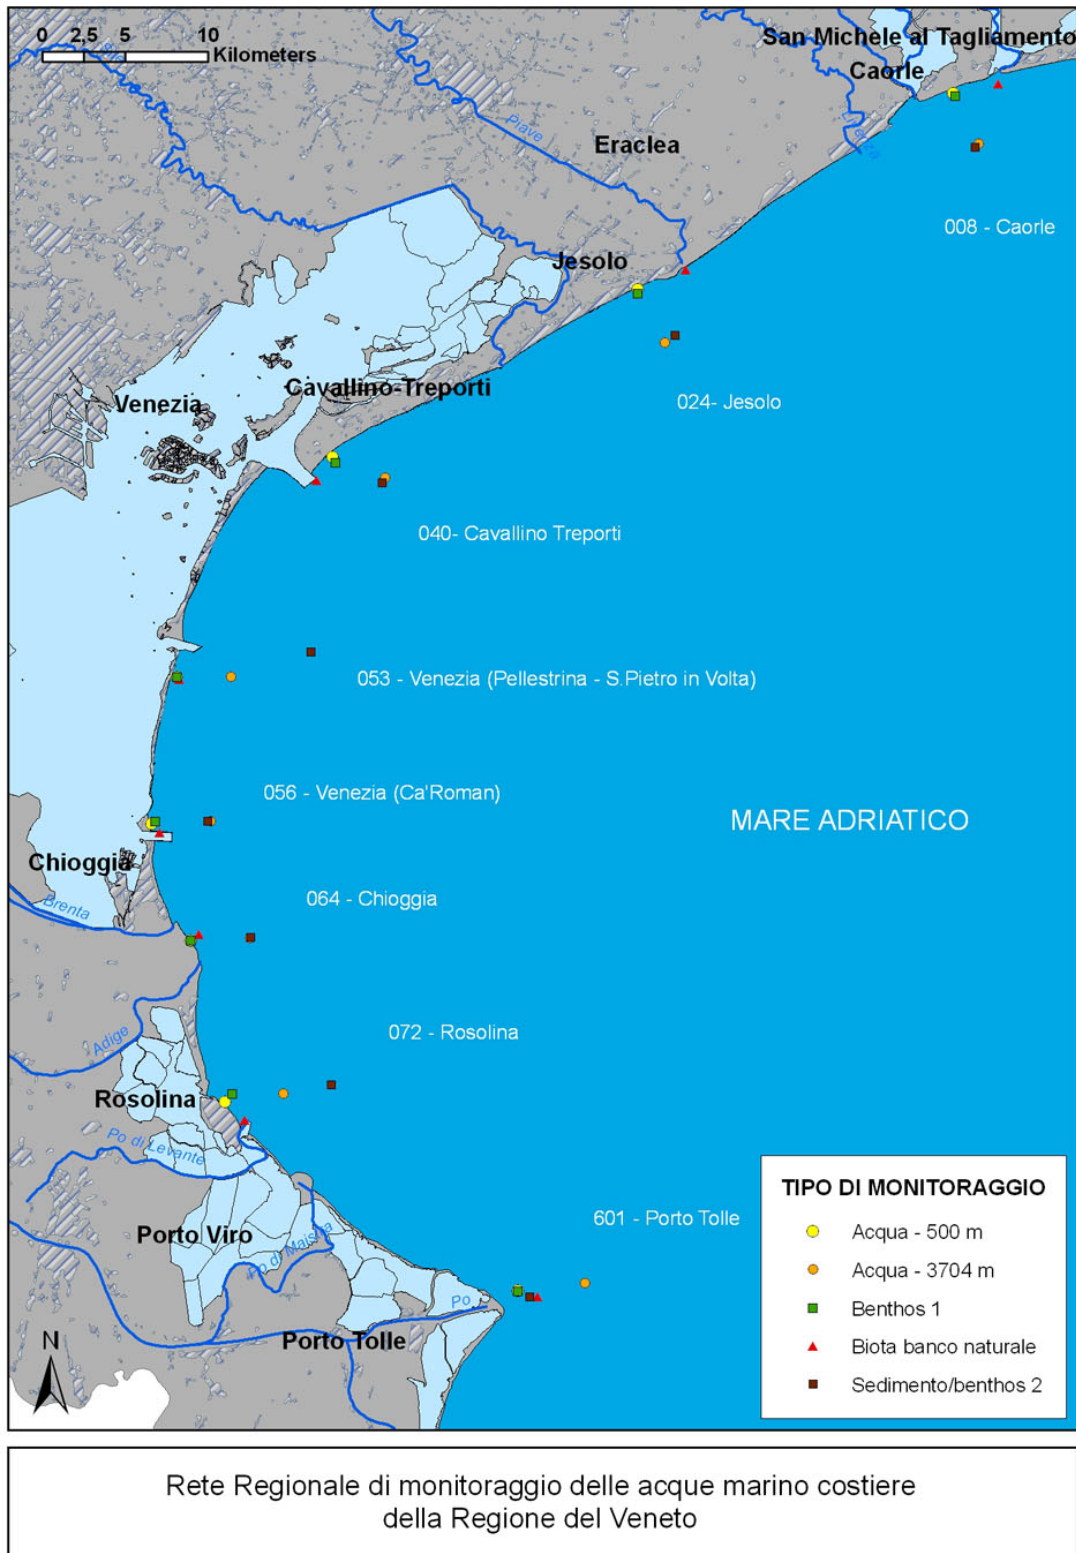 0 2,5 5 10
Kilometers
San Michele al Tagliamento
Caorle
Piave
Eraclea
008 - Caorle
Jesolo
024- Jesolo
Cavallino-Treporti
Venezia
040- Cavallino Treporti
053 - Venezia (Pellestrina - S.Pietro in Volta)
056 - Venezia (Ca'Roman)
MARE ADRIATICO
Chioggia
Brenta
064 - Chioggia
Adige
072 - Rosolina
Rosolina
Po di Levante
Porto Viro
Po di Maistra
601 - Porto Tolle
Po
Porto Tolle
N
TIPO DI MONITORAGGIO
Acqua - 500 m
Acqua - 3704 m
Benthos 1
Biota banco naturale
Sedimento/benthos 2
Rete Regionale di monitoraggio delle acque marino costiere
della Regione del Veneto